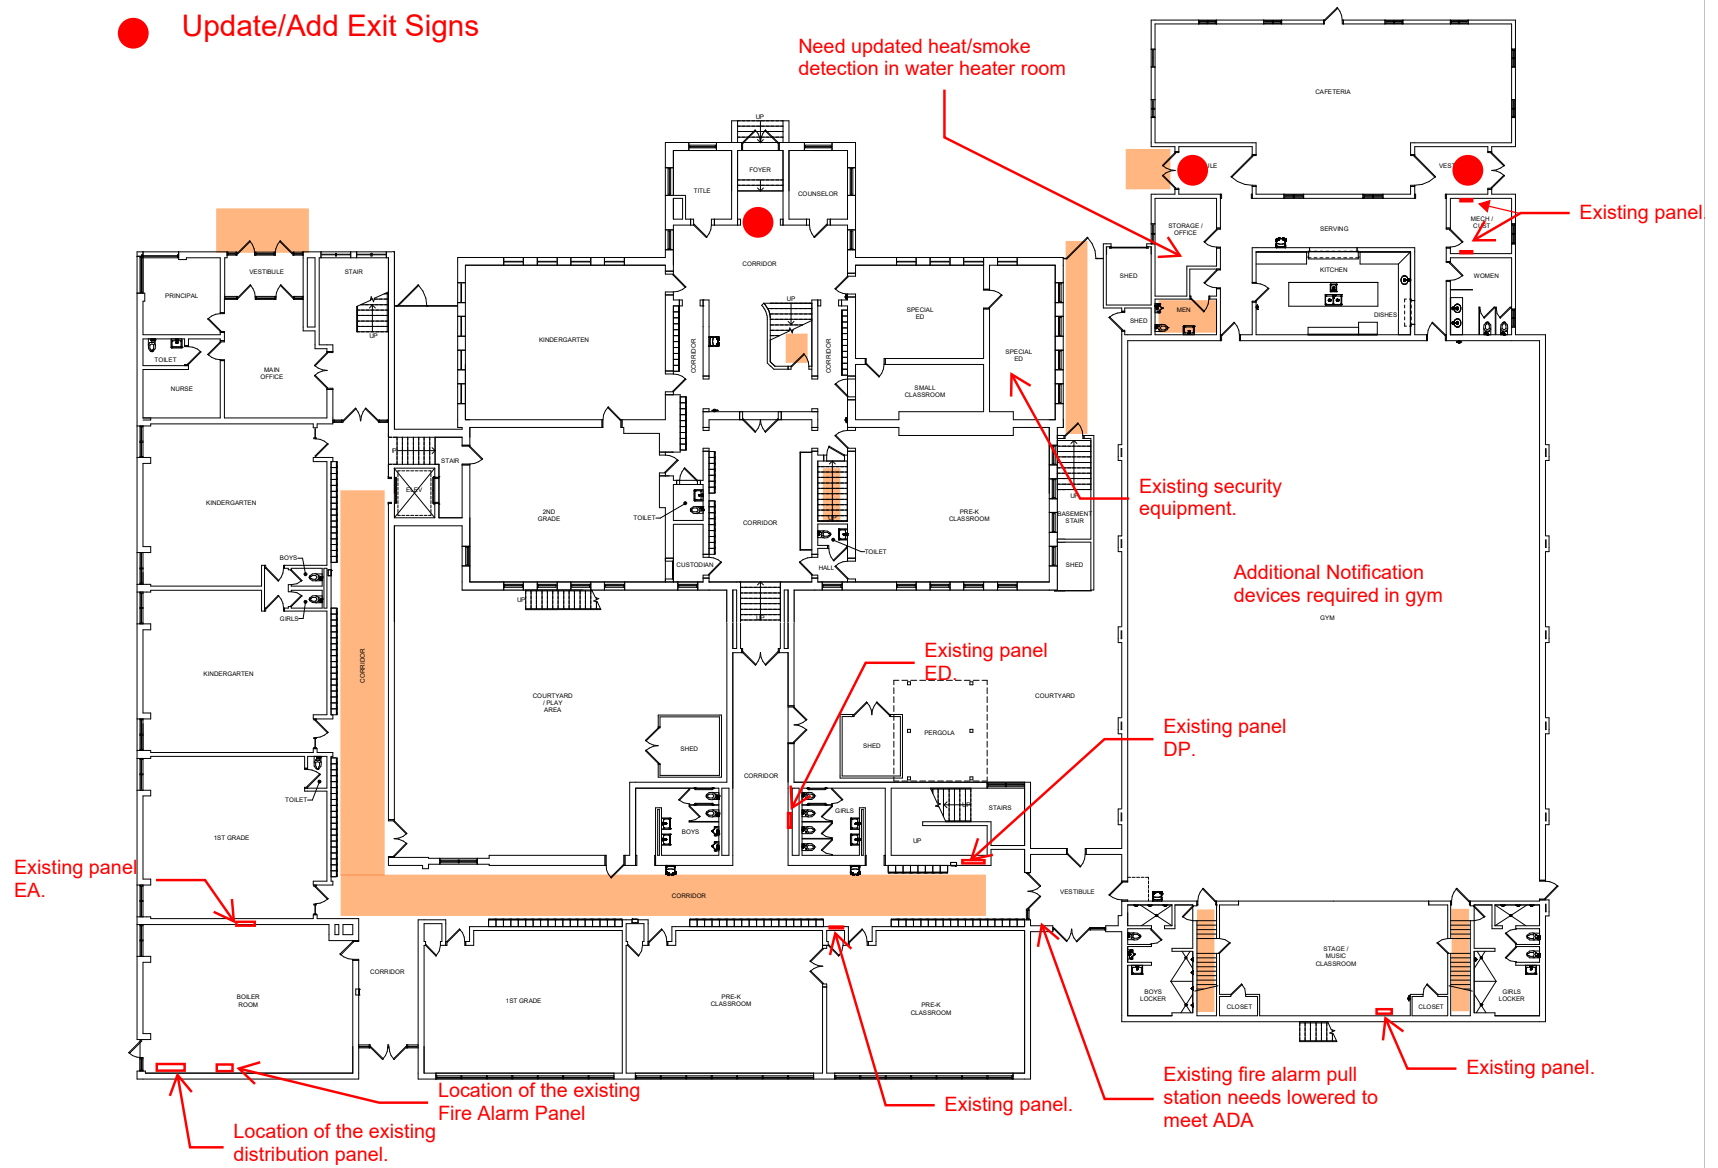 Update/Add Exit Signs
Need updated heat/smoke
detection in water heater room
CAFETERIA
UP
FOYER
TITLE
COUNSELOR
CORRIDOR
STORAGE /
OFFICE
SERVING
MECH /
CUST
Existing panel.
KITCHEN
WOMEN
DISHES
MEN
SHED
SHED
VESTIBULE
STAIR
PRINCIPAL
UP
TOILET
MAIN
OFFICE
NURSE
KINDERGARTEN
CORRIDOR
UP
CORRIDOR
SPECIAL
ED
SPECIAL
ED
SMALL
CLASSROOM
STAIR
ELEV
KINDERGARTEN
2ND
GRADE
TOILET
CORRIDOR
UP
TOILET
PRE-K
CLASSROOM
UP
BASEMENT
STAIR
Existing security
equipment.
CUSTODIAN
HALL
SHED
BOYS
GIRLS
UP
UP
Additional Notification
devices required in gym
GYM
KINDERGARTEN
CORRIDOR
COURTYARD
/ PLAY
AREA
SHED
CORRIDOR
Existing panel
ED.
COURTYARD
PERGOLA
SHED
Existing panel
DP.
TOILET
1ST GRADE
BOYS
GIRLS
UP
STAIRS
UP
Existing panel
EA.
CORRIDOR
VESTIBULE
BOILER
ROOM
CORRIDOR
1ST GRADE
PRE-K
CLASSROOM
PRE-K
CLASSROOM
BOYS
LOCKER
CLOSET
STAGE /
MUSIC
CLASSROOM
CLOSET
GIRLS
LOCKER
Location of the existing
Fire Alarm Panel
Location of the existing
distribution panel.
Existing panel.
Existing fire alarm pull
station needs lowered to
meet ADA
Existing panel.